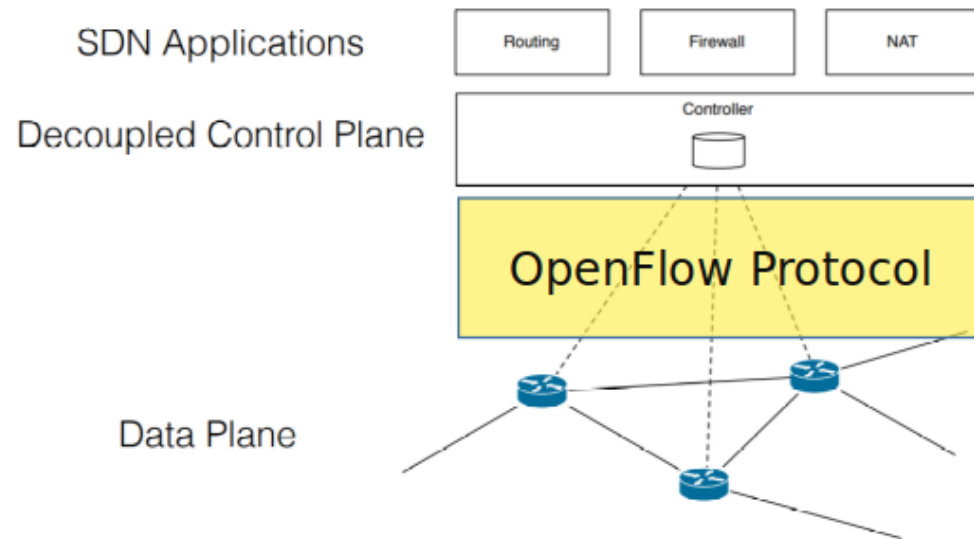 SDN Applications
Routing
Firewall
NAT
Decoupled Control Plane
Controller
OpenFlow Protocol
Data Plane